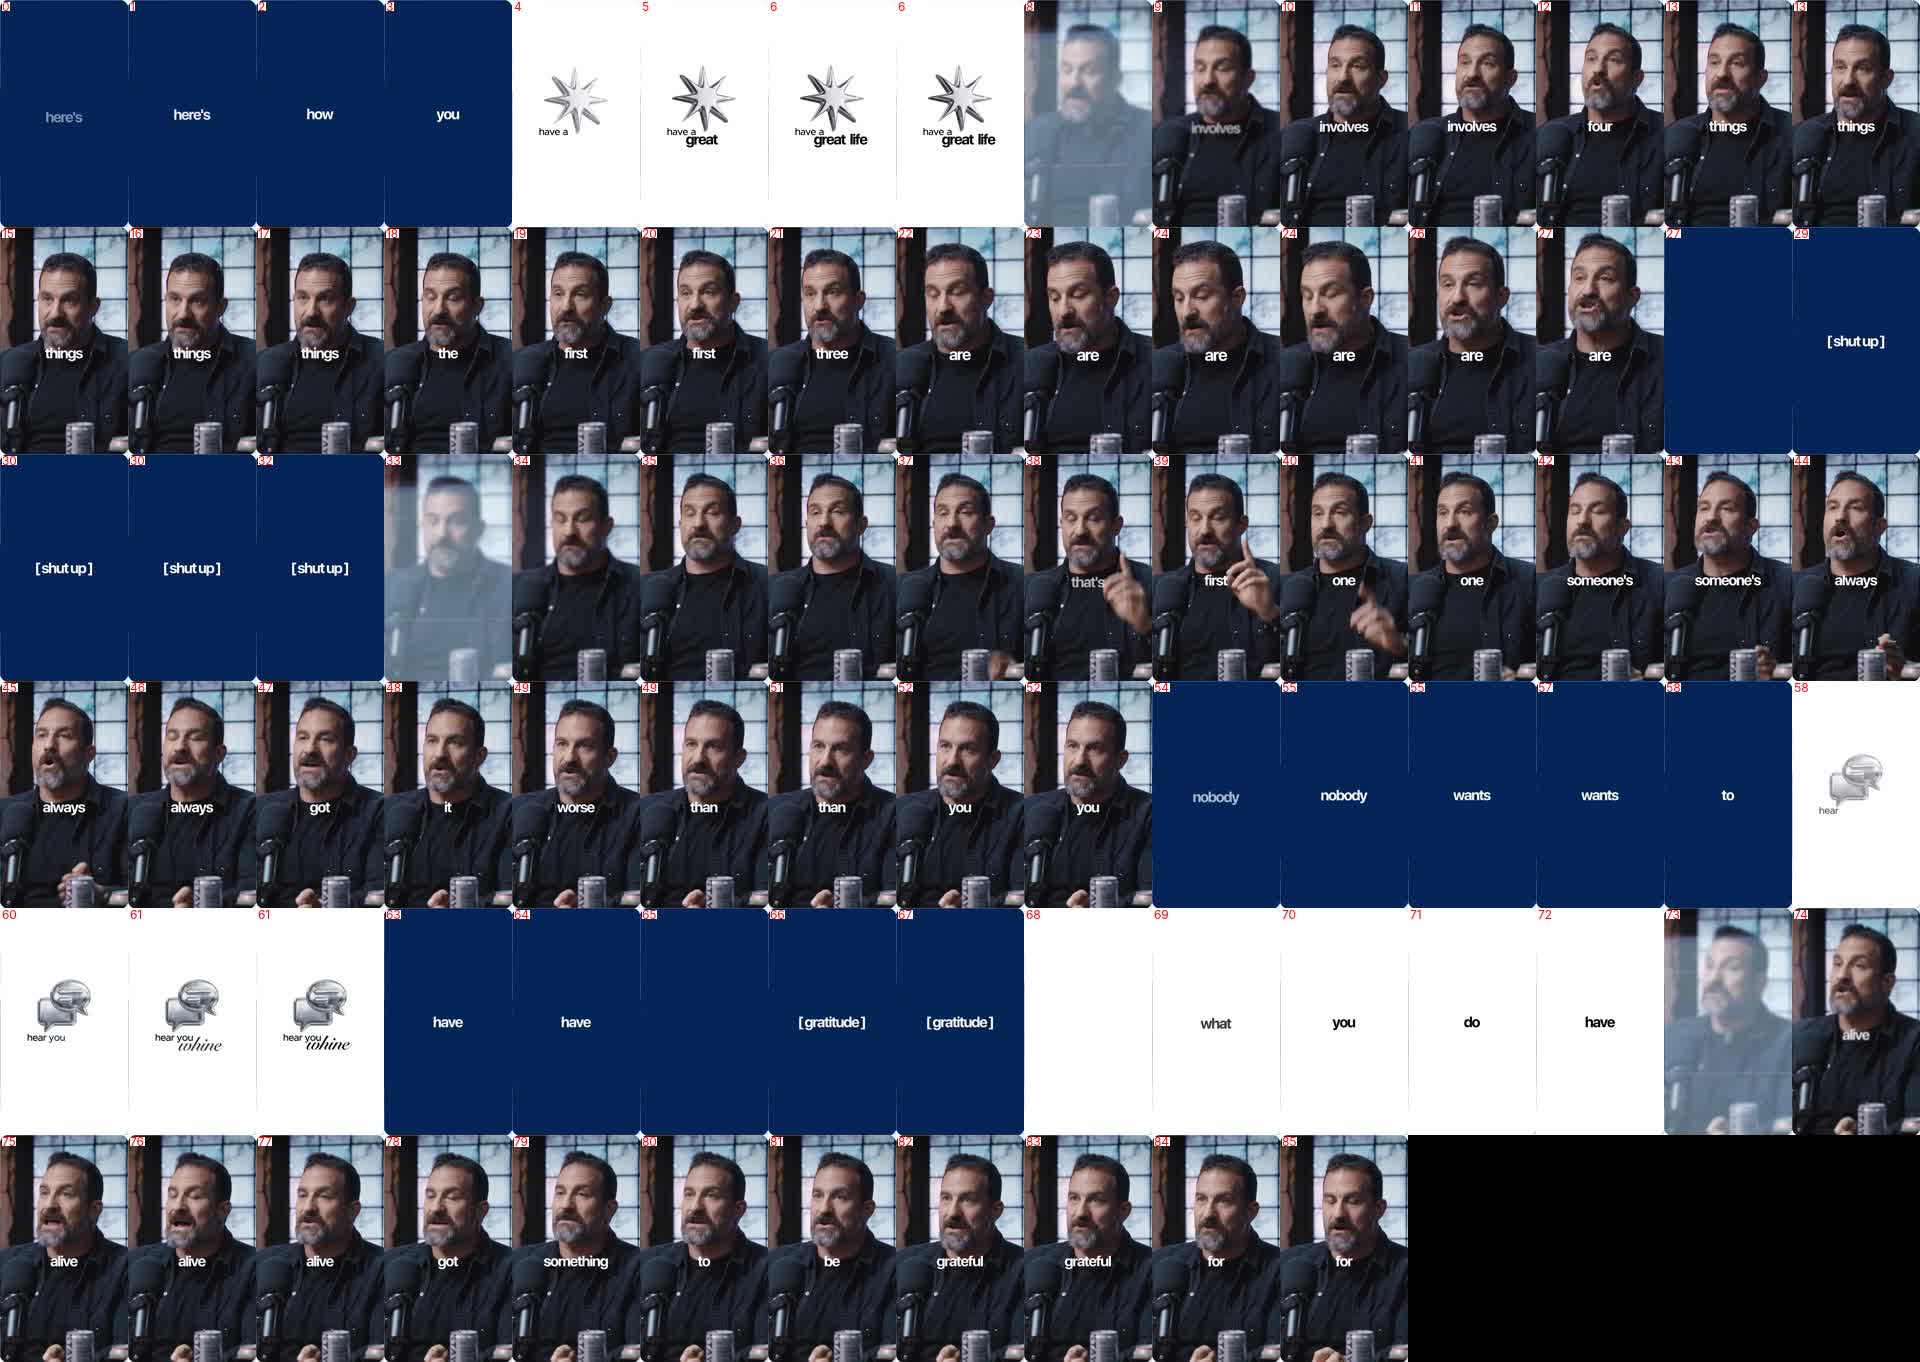 0 1 2 3 4 5 6 6 8 9 10 11 12 13 13
here's
here's
how
you
have a
have a
great
have a
great life
have a
great life
involves
involves
involves
four
things
things
15 16 17 18 19 20 21 22 23 24 24 26 27 27 29
things
things
things
the
first
first
three
are
are
are
are
are
are
[shut up]
30 30 32 33 34 35 36 37 38 39 40 41 42 43 44
[shut up]
[shut up]
[shut up]
that's
first
one
one
someone's
someone's
always
45 46 47 48 49 49 51 52 52 54 55 55 57 58 58
always
always
got
it
worse
than
than
you
you
nobody
nobody
wants
wants
to
hear
60 61 61 63 64 65 66 67 68 69 70 71 72 73 74
hear you
hear you
whine
hear you
whine
have
have
[gratitude]
[gratitude]
what
you
do
have
alive
75 76 77 78 79 80 81 82 83 84 85
alive
alive
alive
got
something
to
be
grateful
grateful
for
for